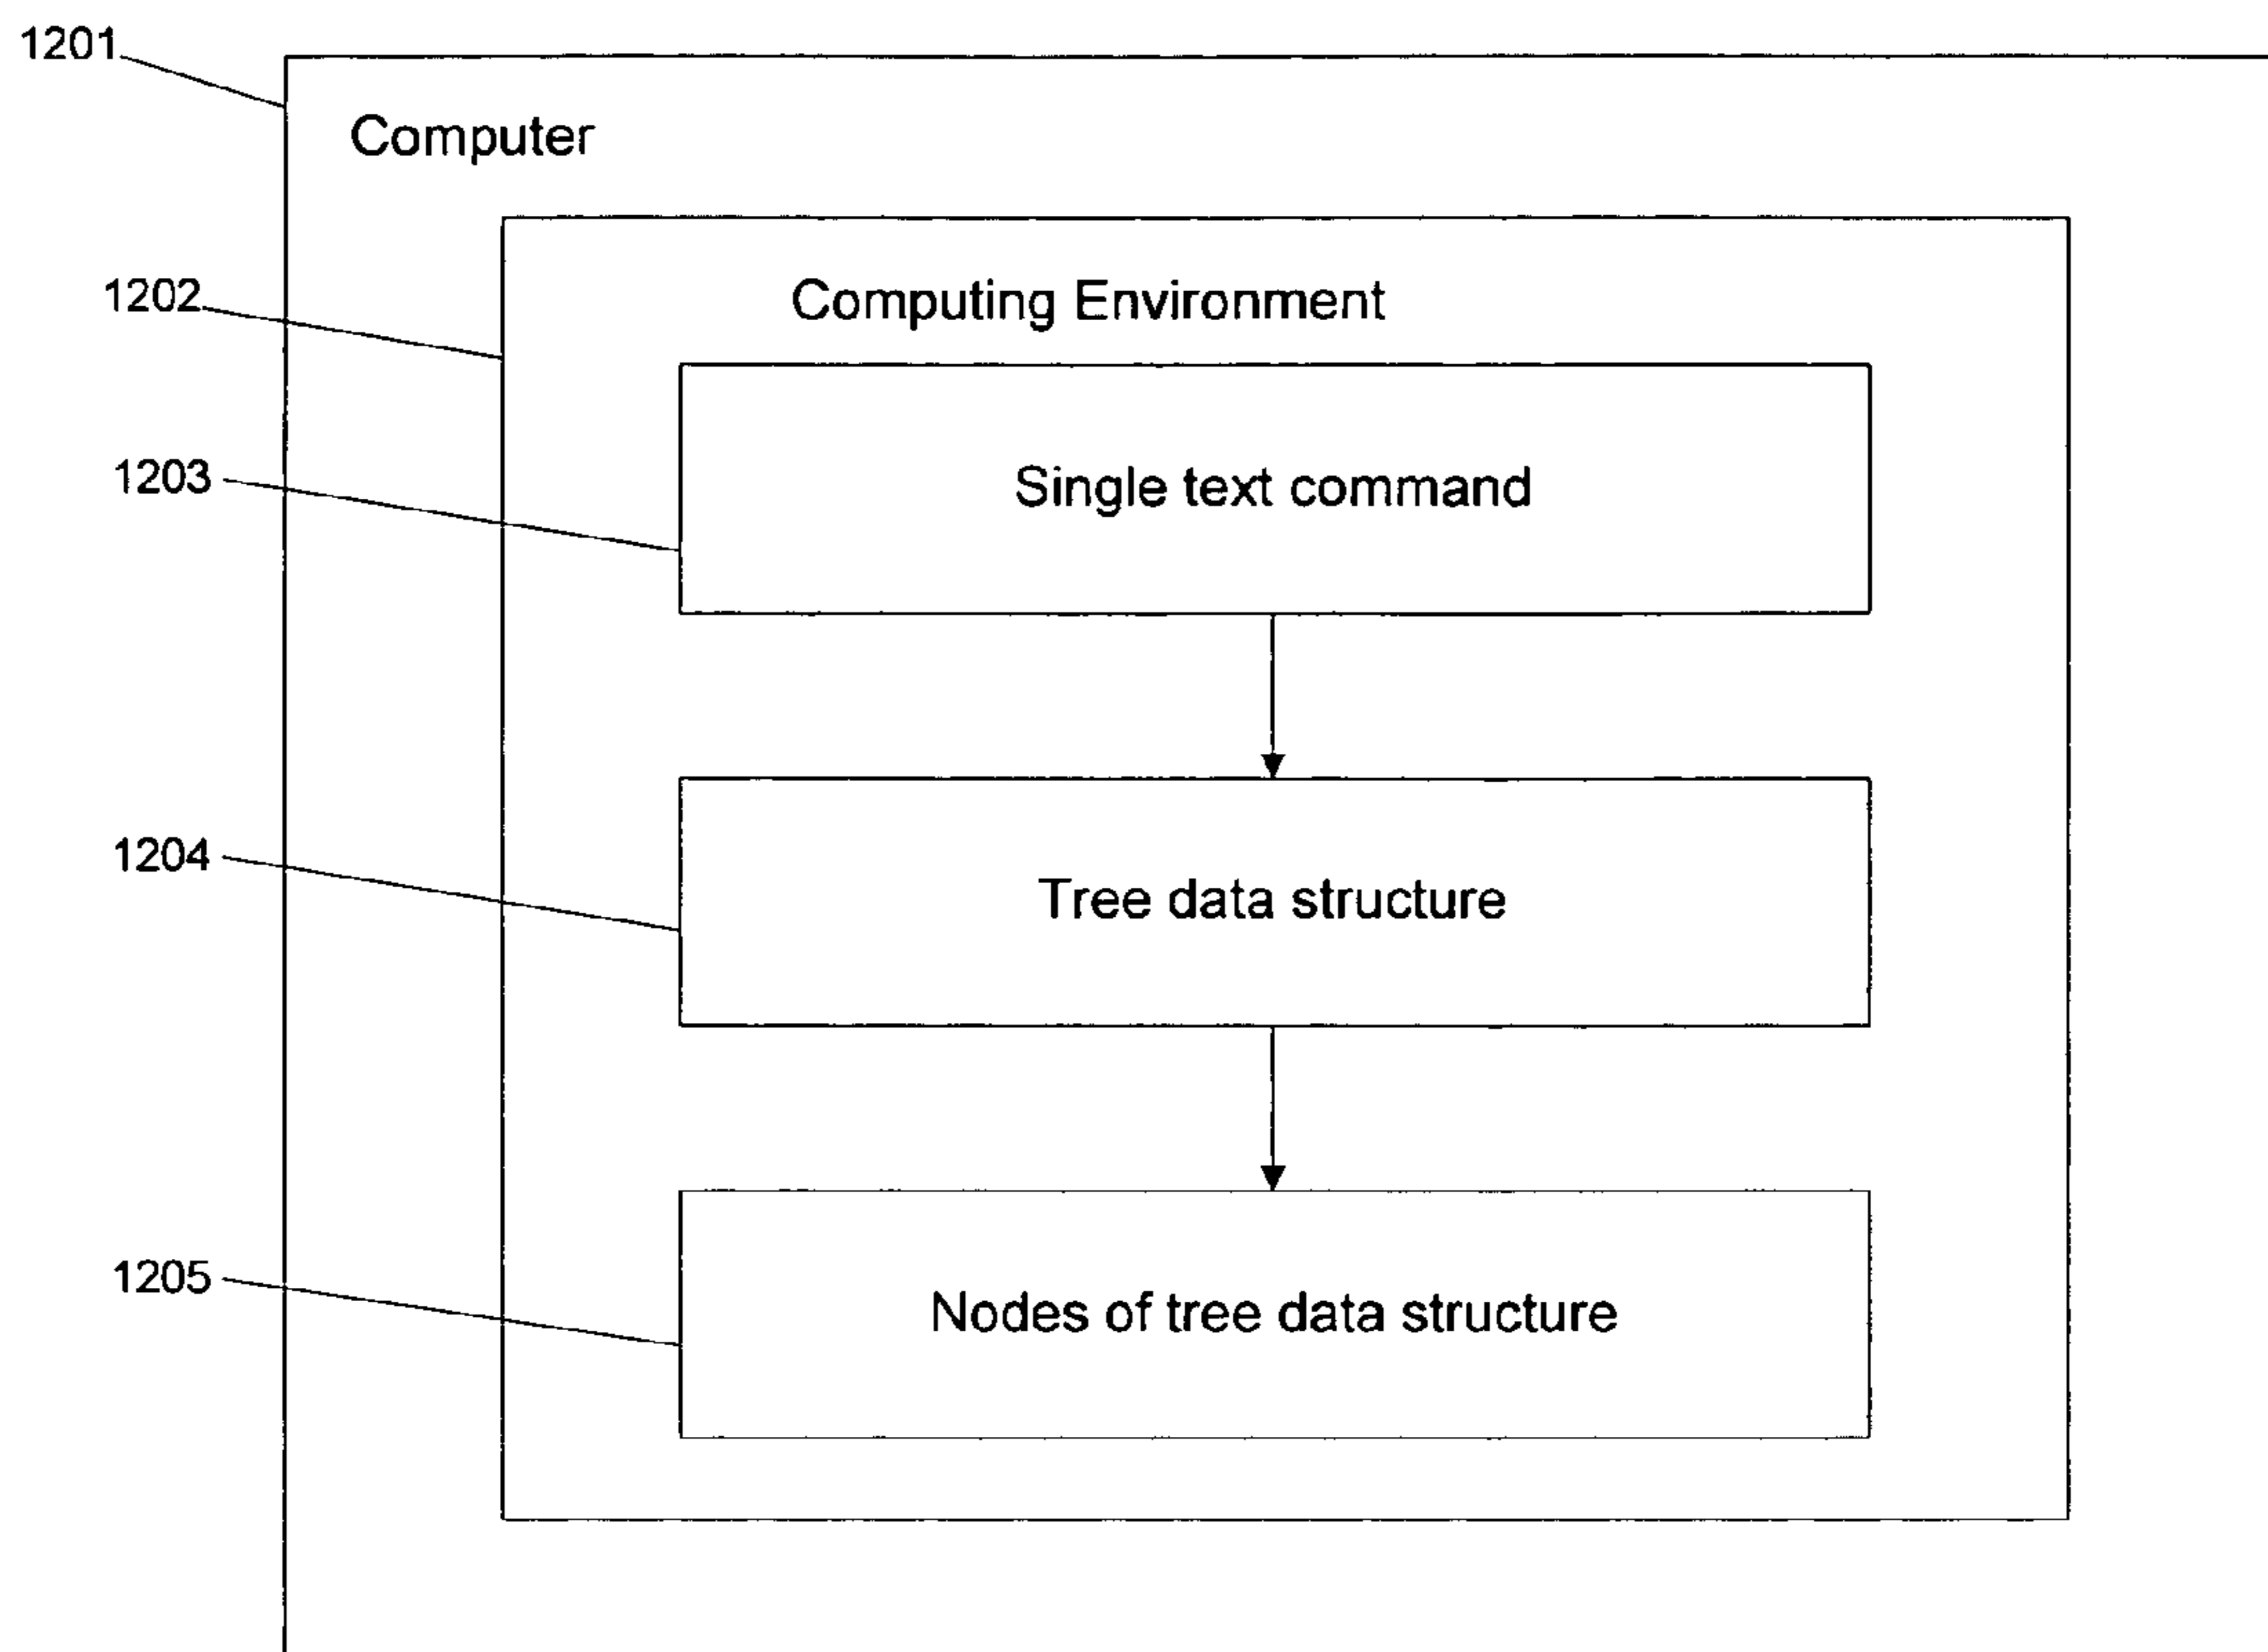 1201
Computer
1202
Computing Environment
1203
Single text command
1204
Tree data structure
1205
Nodes of tree data structure